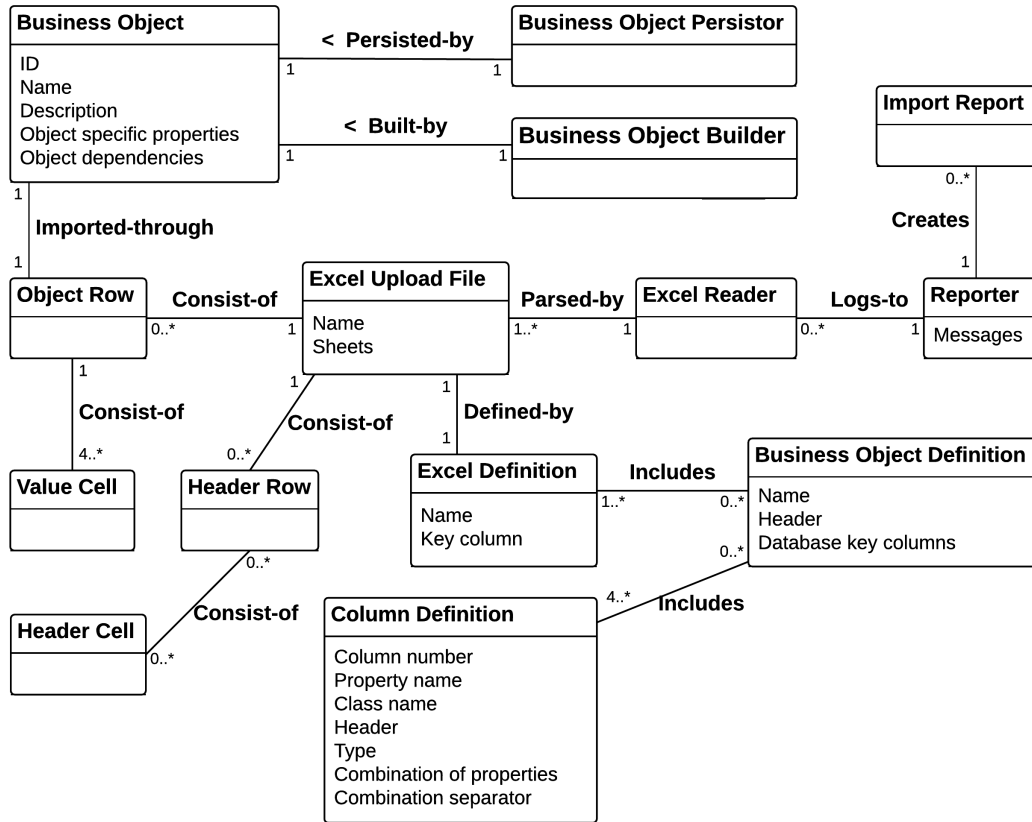 Business Object
ID
Name
Description
Object specific properties
Object dependencies
< Persisted-by
1
1
Business Object Persistor
< Built-by
1
1
Business Object Builder
Import Report
0..*
Creates
1
1
Imported-through
1
Object Row
Consist-of
0..*
1
Excel Upload File
Name
Sheets
Parsed-by
1..*
1
Excel Reader
Logs-to
0..*
1
Reporter
Messages
1
Consist-of
4..*
Value Cell
1
Consist-of
0..*
Header Row
1
Defined-by
1
Excel Definition
Name
Key column
Includes
1..*
0..*
Business Object Definition
Name
Header
Database key columns
0..*
Consist-of
0..*
Header Cell
0..*
Includes
4..*
Column Definition
Column number
Property name
Class name
Header
Type
Combination of properties
Combination separator